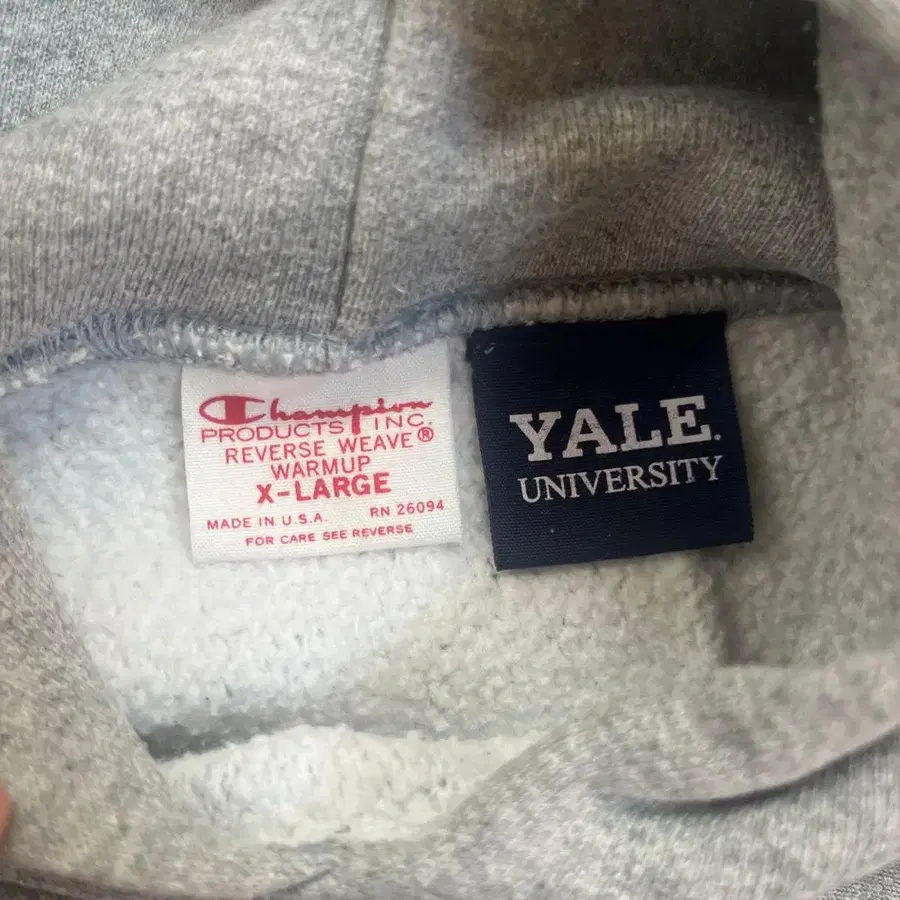 Champion
PRODUCTS INC.
REVERSE WEAVE®
WARMUP
X-LARGE
MADE IN U.S.A. RN 26094
FOR CARE SEE REVERSE
YALE.
UNIVERSITY